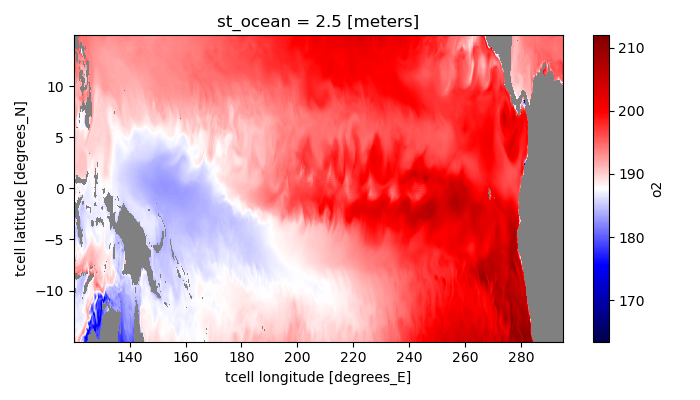 st_ocean = 2.5 [meters]
tcell latitude [degrees_N]
10
5
0
−5
−10
140 160 180 200 220 240 260 280
tcell longitude [degrees_E]
210
200
190
180
170
o2